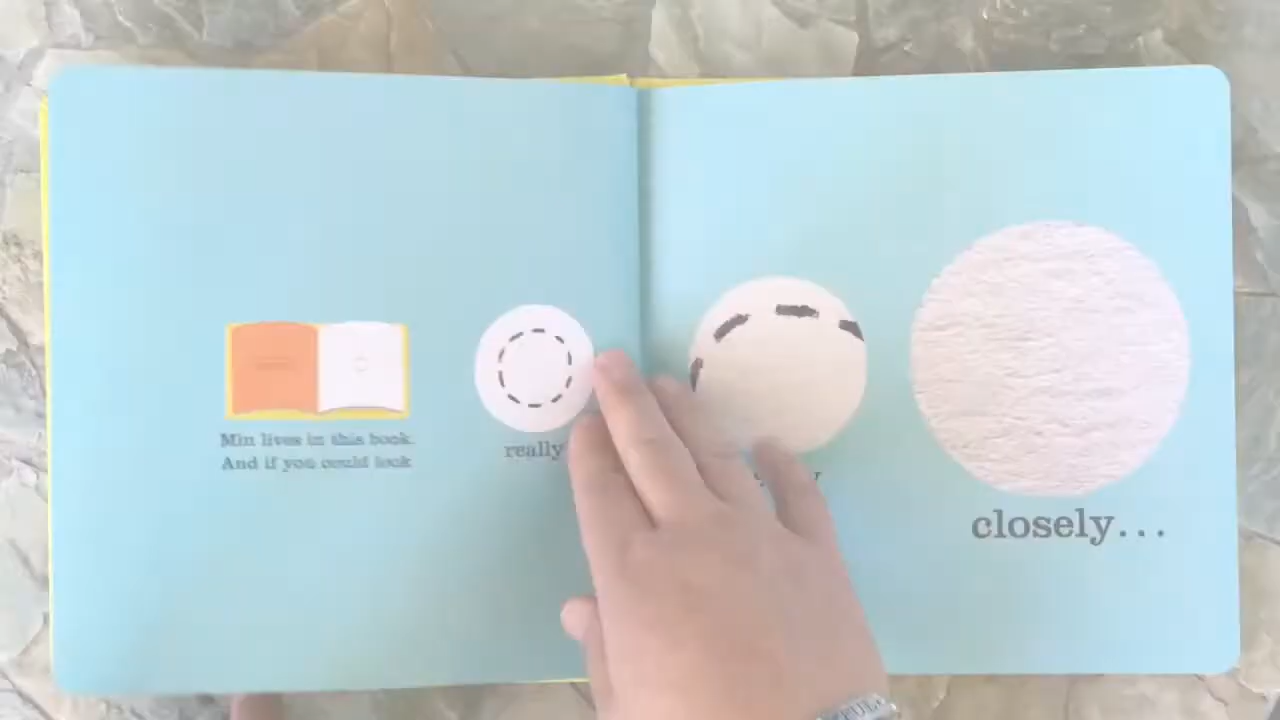 Min lives in this book.
And if you could look
really
closely...